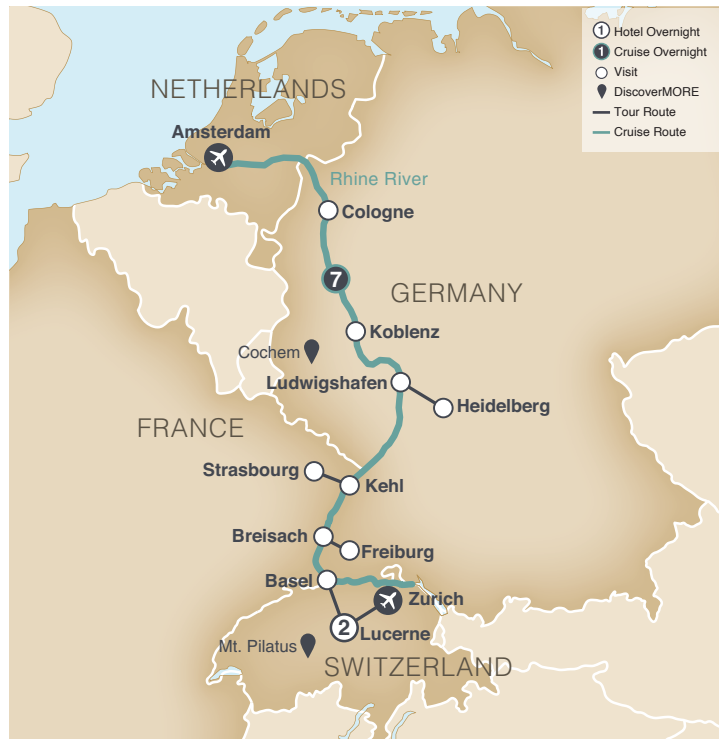 1 Hotel Overnight
1 Cruise Overnight
Visit
DiscoverMORE
Tour Route
Cruise Route
NETHERLANDS
Amsterdam
Rhine River
Cologne
7
GERMANY
Koblenz
Cochem
Ludwigshafen
Heidelberg
FRANCE
Strasbourg
Kehl
Breisach
Freiburg
Basel
Zurich
2
Lucerne
Mt. Pilatus
SWITZERLAND